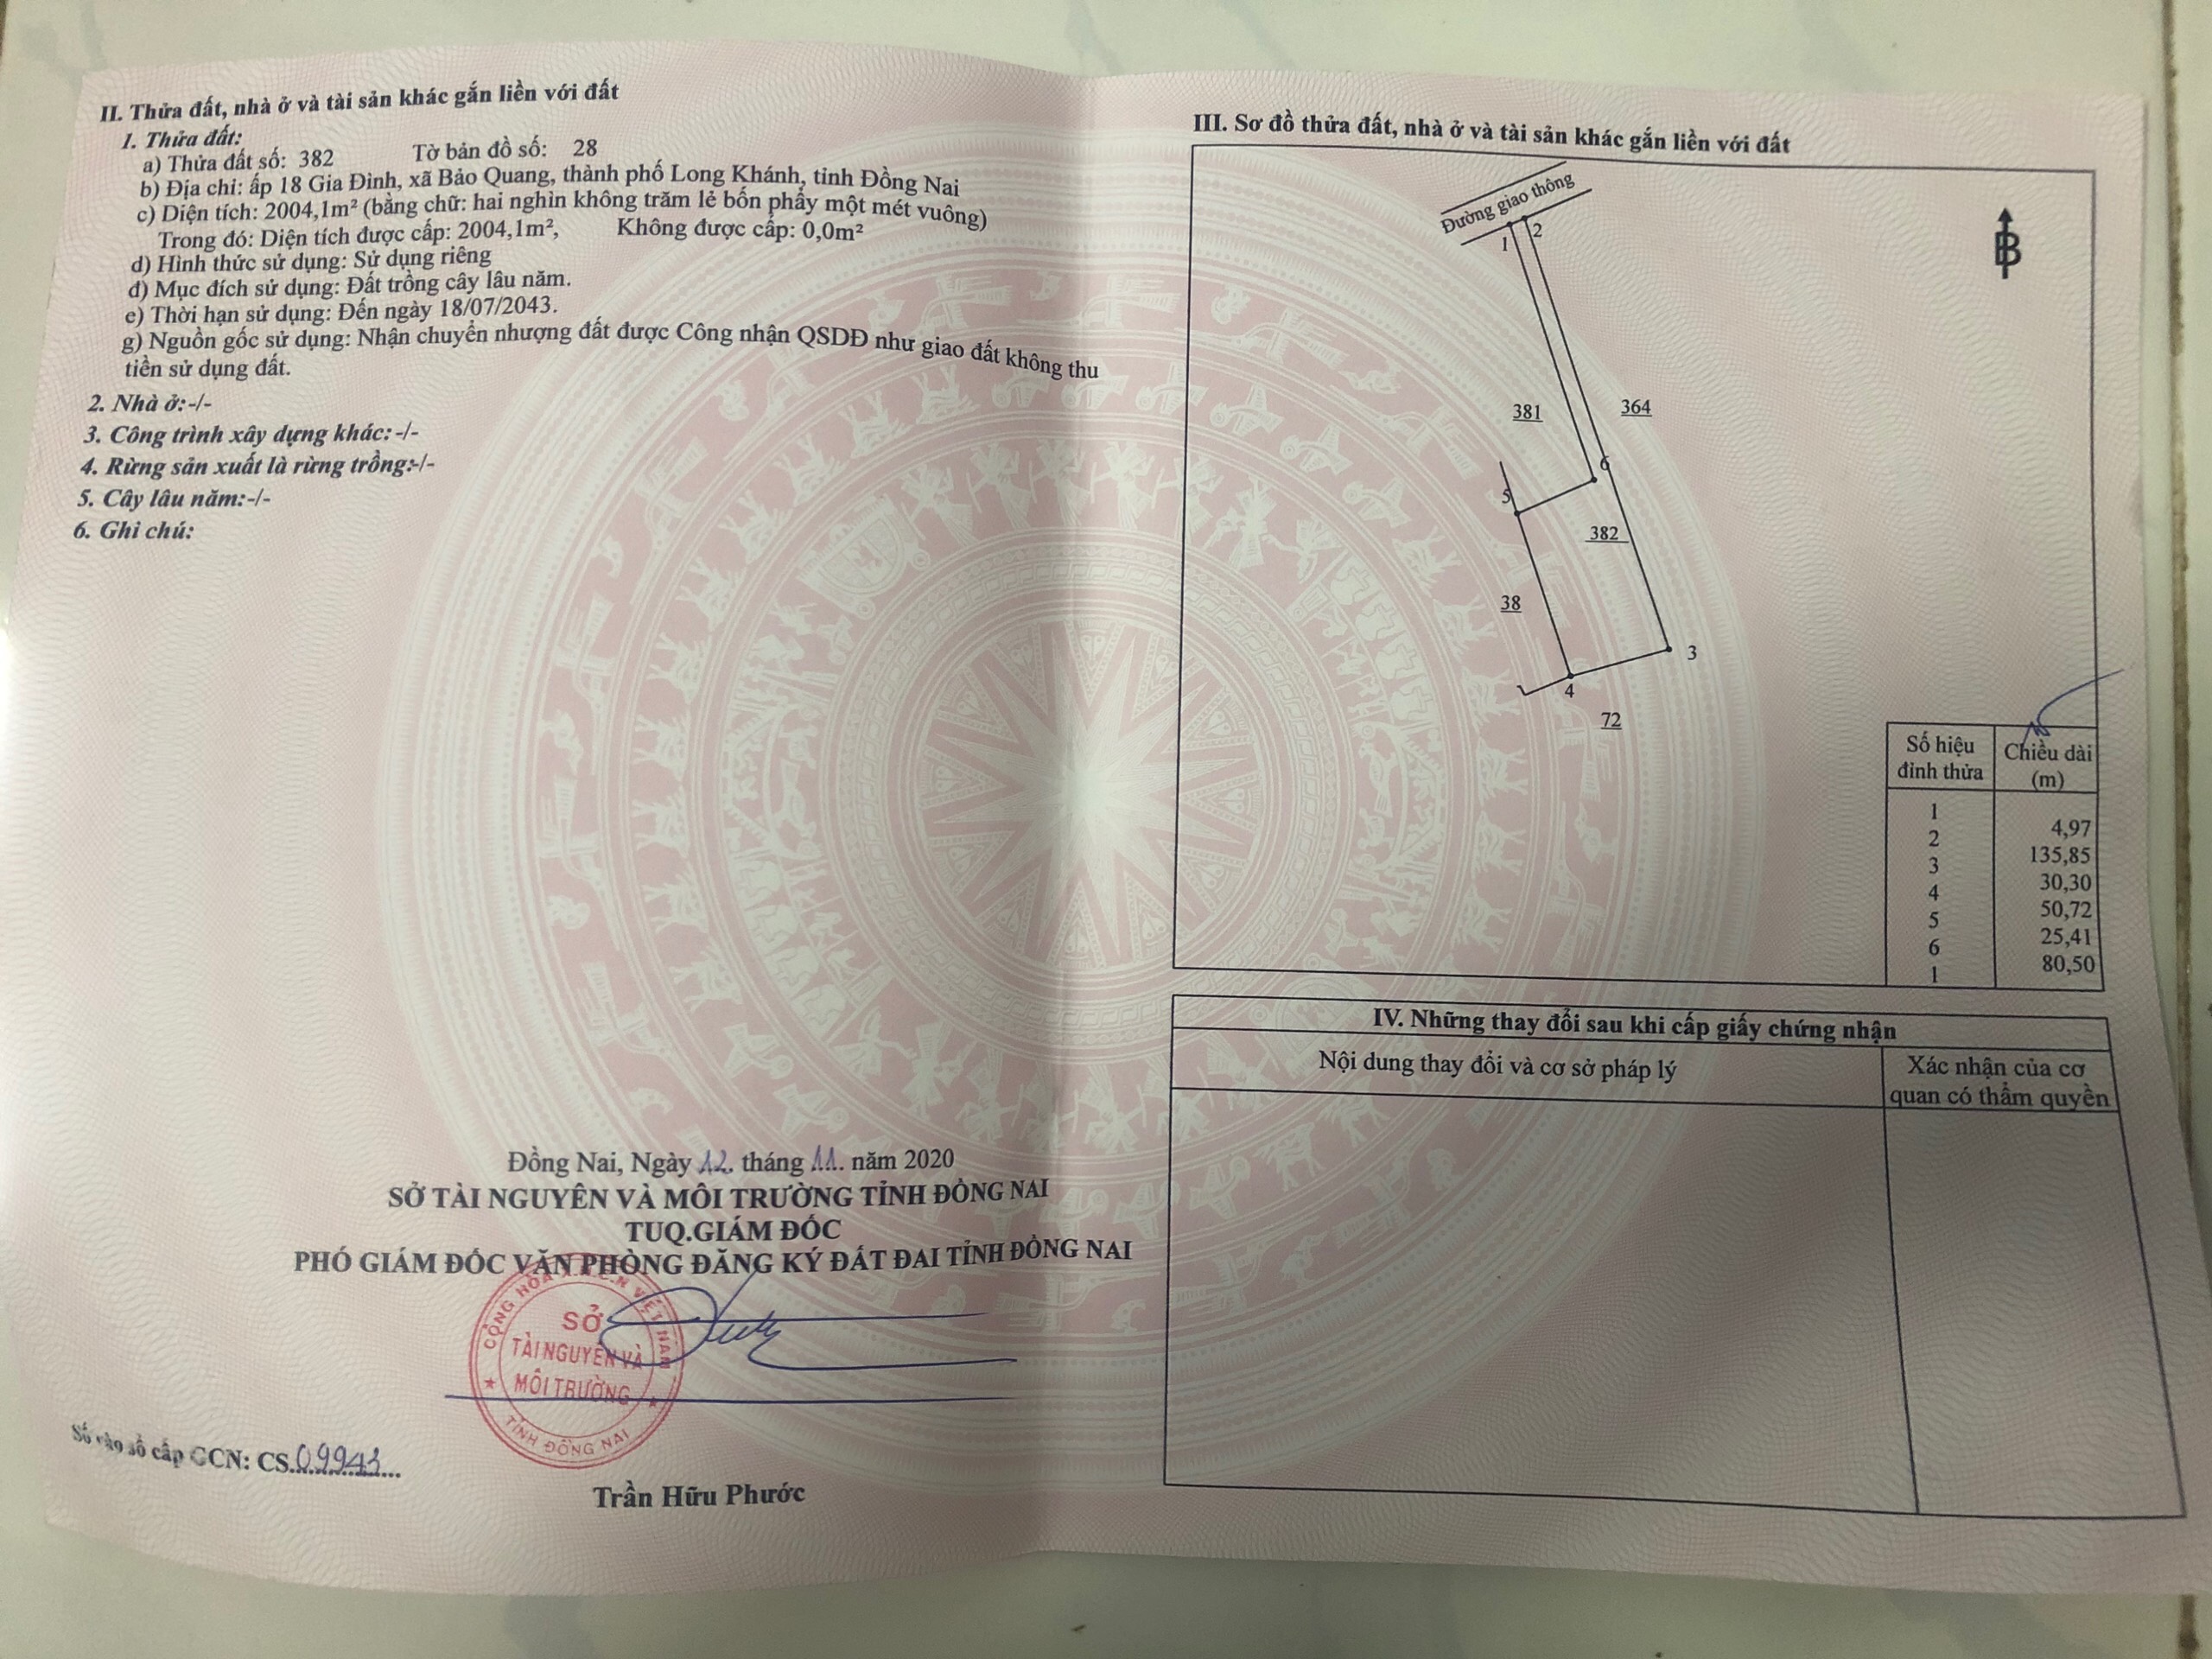 II. Thửa đất, nhà ở và tài sản khác gắn liền với đất
1. Thửa đất:
a) Thửa đất số: 382 Tờ bản đồ số: 28
b) Địa chỉ: ấp 18 Gia Đình, xã Bảo Quang, thành phố Long Khánh, tỉnh Đồng Nai
c) Diện tích: 2004,1m² (bằng chữ: hai nghìn không trăm lẻ bốn phẩy một mét vuông)
Trong đó: Diện tích được cấp: 2004,1m², Không được cấp: 0,0m²
d) Hình thức sử dụng: Sử dụng riêng
đ) Mục đích sử dụng: Đất trồng cây lâu năm.
e) Thời hạn sử dụng: Đến ngày 18/07/2043.
g) Nguồn gốc sử dụng: Nhận chuyển nhượng đất được Công nhận QSDĐ như giao đất không thu
tiền sử dụng đất.
2. Nhà ở:-/-
3. Công trình xây dựng khác:-/-
4. Rừng sản xuất là rừng trồng:-/-
5. Cây lâu năm:-/-
6. Ghi chú:
Đồng Nai, Ngày 12. tháng 11. năm 2020
SỞ TÀI NGUYÊN VÀ MÔI TRƯỜNG TỈNH ĐỒNG NAI
TUQ.GIÁM ĐỐC
PHÓ GIÁM ĐỐC VĂN PHÒNG ĐĂNG KÝ ĐẤT ĐAI TỈNH ĐỒNG NAI
CỘNG HÒA X.H.C.N VIỆT NAM
SỞ
TÀI NGUYÊN VÀ
MÔI TRƯỜNG
TỈNH ĐỒNG NAI
Số vào sổ cấp GCN: CS.09943
Trần Hữu Phước
III. Sơ đồ thửa đất, nhà ở và tài sản khác gắn liền với đất
Đường giao thông
B
1
2
381
364
6
5
382
38
3
4
72
Số hiệu đỉnh thửa Chiều dài (m)
1
4,97
2
135,85
3
30,30
4
50,72
5
25,41
6
80,50
1
IV. Những thay đổi sau khi cấp giấy chứng nhận
Nội dung thay đổi và cơ sở pháp lý
Xác nhận của cơ
quan có thẩm quyền